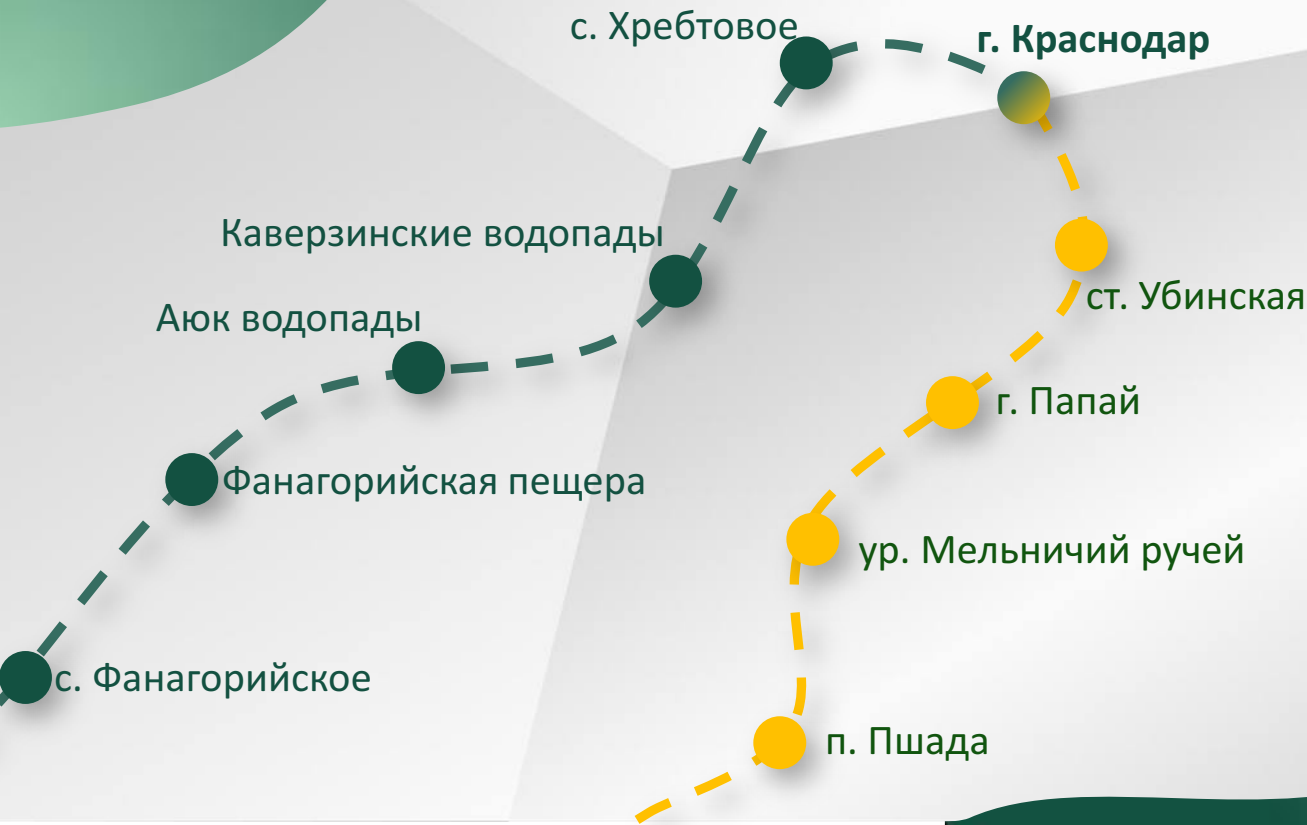 с. Хребтовое
г. Краснодар
Каверзинские водопады
ст. Убинская
Аюк водопады
г. Папай
Фанагорийская пещера
ур. Мельничий ручей
с. Фанагорийское
п. Пшада